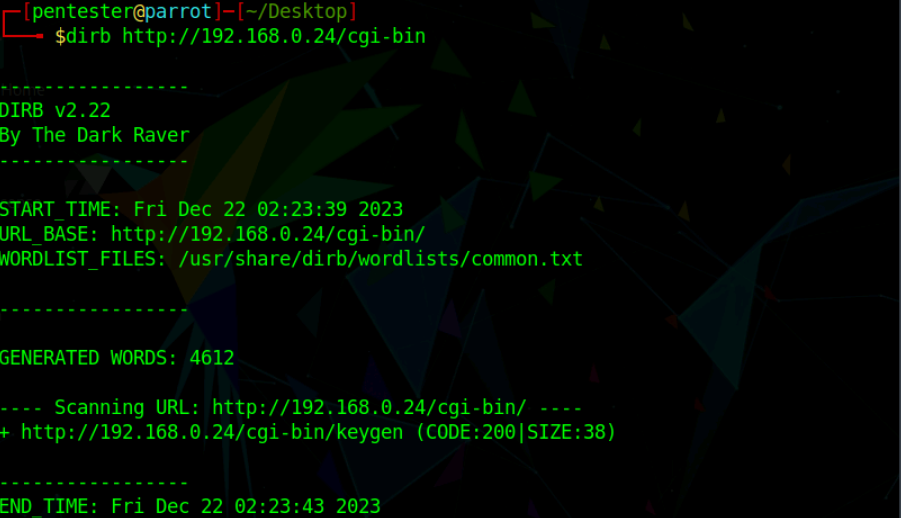 [pentester@parrot]-[~/Desktop]
$dirb http://192.168.0.24/cgi-bin
-----------------
DIRB v2.22
By The Dark Raver
-----------------
START_TIME: Fri Dec 22 02:23:39 2023
URL_BASE: http://192.168.0.24/cgi-bin/
WORDLIST_FILES: /usr/share/dirb/wordlists/common.txt
-----------------
GENERATED WORDS: 4612
---- Scanning URL: http://192.168.0.24/cgi-bin/ ----
+ http://192.168.0.24/cgi-bin/keygen (CODE:200|SIZE:38)
-----------------
END_TIME: Fri Dec 22 02:23:43 2023